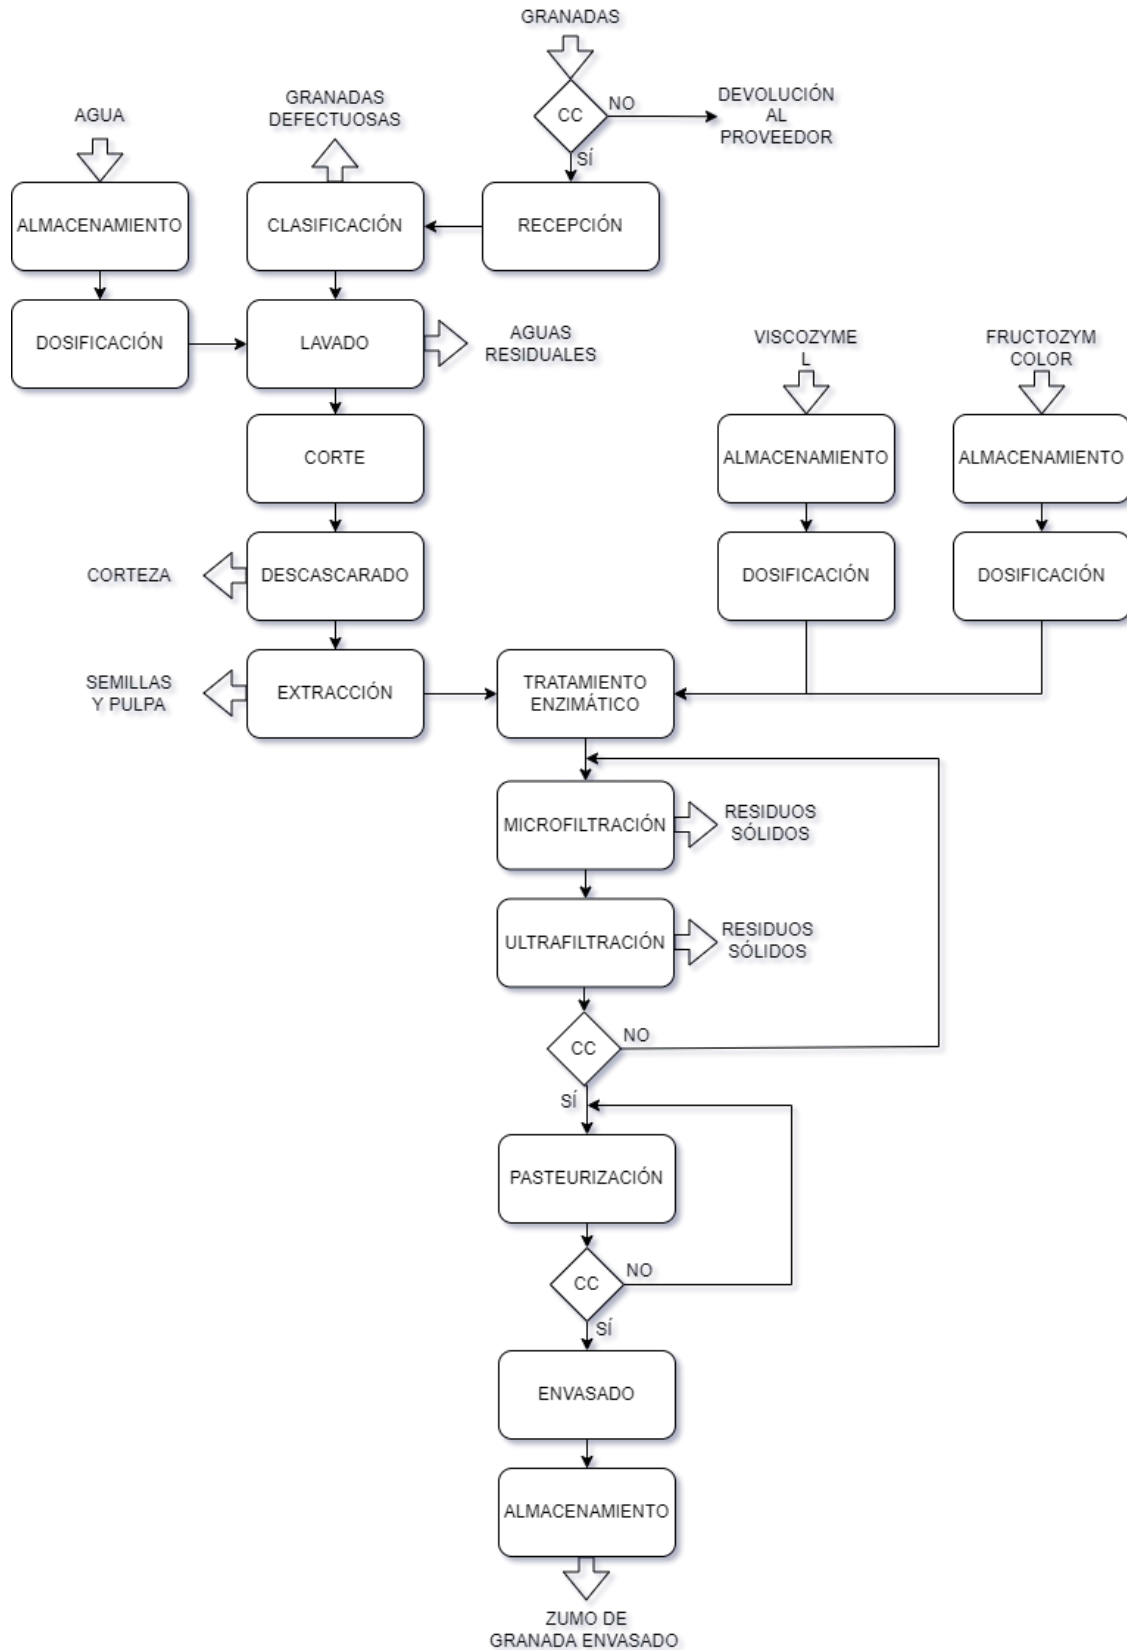 GRANADAS
CC
NO
DEVOLUCIÓN
AL
PROVEEDOR
SÍ
AGUA
GRANADAS
DEFECTUOSAS
ALMACENAMIENTO
CLASIFICACIÓN
RECEPCIÓN
DOSIFICACIÓN
LAVADO
AGUAS
RESIDUALES
VISCOZYME
L
FRUCTOZYM
COLOR
CORTE
ALMACENAMIENTO
ALMACENAMIENTO
CORTEZA
DESCASCARADO
DOSIFICACIÓN
DOSIFICACIÓN
SEMILLAS
Y PULPA
EXTRACCIÓN
TRATAMIENTO
ENZIMÁTICO
MICROFILTRACIÓN
RESIDUOS
SÓLIDOS
ULTRAFILTRACIÓN
RESIDUOS
SÓLIDOS
CC
NO
SÍ
PASTEURIZACIÓN
CC
NO
SÍ
ENVASADO
ALMACENAMIENTO
ZUMO DE
GRANADA ENVASADO